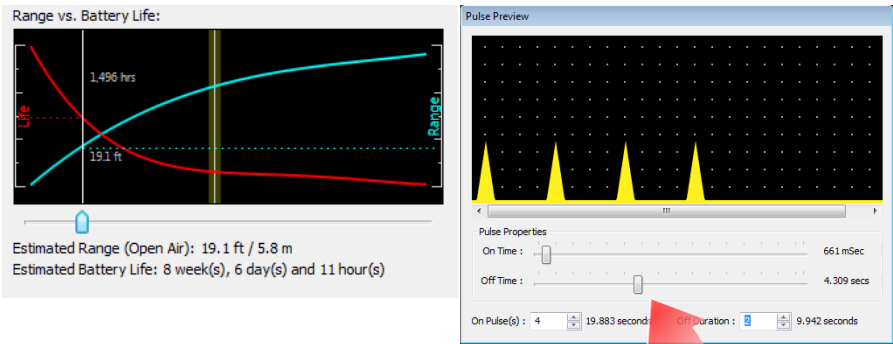 Range vs. Battery Life:
1,496 hrs
Life
Range
19.1 ft
Estimated Range (Open Air): 19.1 ft / 5.8 m
Estimated Battery Life: 8 week(s), 6 day(s) and 11 hour(s)
Pulse Preview
Pulse Properties
On Time : 661 mSec
Off Time : 4.309 secs
On Pulse(s) : 4 19.883 seconds Off Duration : 2 9.942 seconds